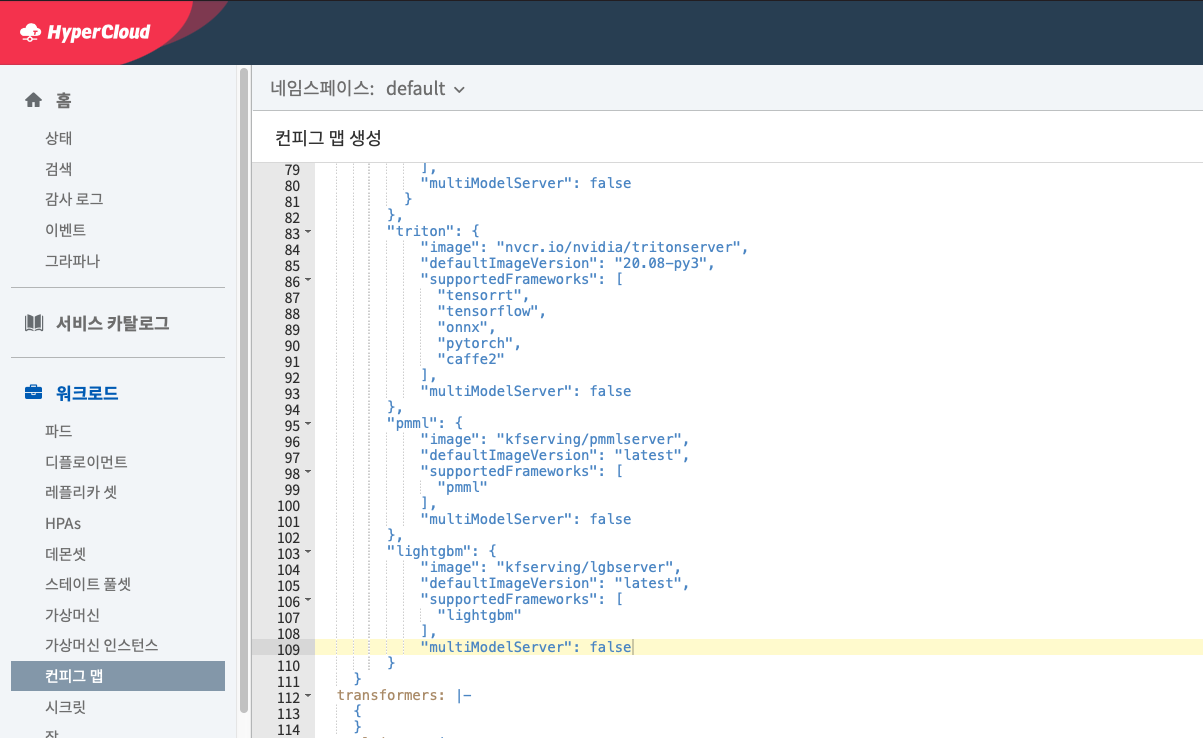 HyperCloud
홈
상태
검색
감사 로그
이벤트
그라파나
서비스 카탈로그
워크로드
파드
디플로이먼트
레플리카 셋
HPAs
데몬셋
스테이트 풀셋
가상머신
가상머신 인스턴스
컨피그 맵
시크릿
잡
네임스페이스: default
컨피그 맵 생성
79 ],
80 "multiModelServer": false
81 }
82 },
83 "triton": {
84 "image": "nvcr.io/nvidia/tritonserver",
85 "defaultImageVersion": "20.08-py3",
86 "supportedFrameworks": [
87 "tensorrt",
88 "tensorflow",
89 "onnx",
90 "pytorch",
91 "caffe2"
92 ],
93 "multiModelServer": false
94 },
95 "pmml": {
96 "image": "kfserving/pmmlserver",
97 "defaultImageVersion": "latest",
98 "supportedFrameworks": [
99 "pmml"
100 ],
101 "multiModelServer": false
102 },
103 "lightgbm": {
104 "image": "kfserving/lgbserver",
105 "defaultImageVersion": "latest",
106 "supportedFrameworks": [
107 "lightgbm"
108 ],
109 "multiModelServer": false
110 }
111 }
112 transformers: |-
113 {
114 }